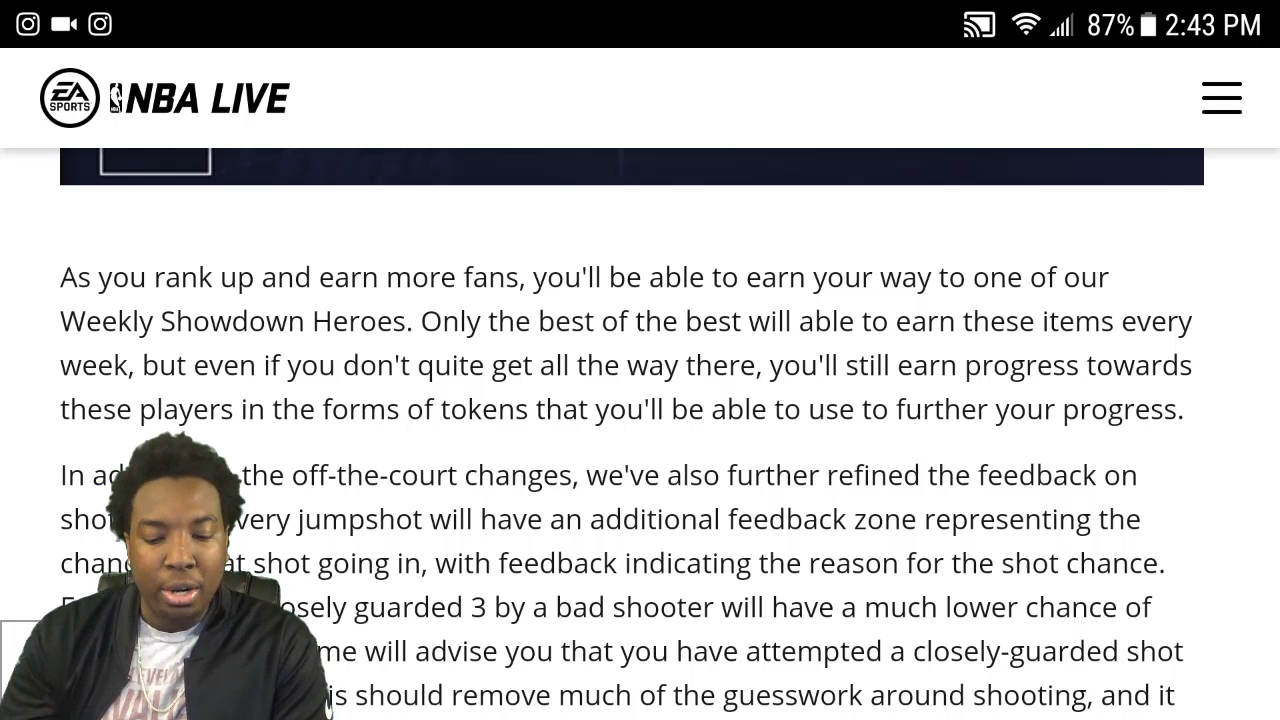 87% 2:43 PM
EA SPORTS NBA LIVE
As you rank up and earn more fans, you'll be able to earn your way to one of our
Weekly Showdown Heroes. Only the best of the best will able to earn these items every
week, but even if you don't quite get all the way there, you'll still earn progress towards
these players in the forms of tokens that you'll be able to use to further your progress.
In the off-the-court changes, we've also further refined the feedback on
jumpshot will have an additional feedback zone representing the
shot going in, with feedback indicating the reason for the shot chance.
guarded 3 by a bad shooter will have a much lower chance of
will advise you that you have attempted a closely-guarded shot
should remove much of the guesswork around shooting, and it